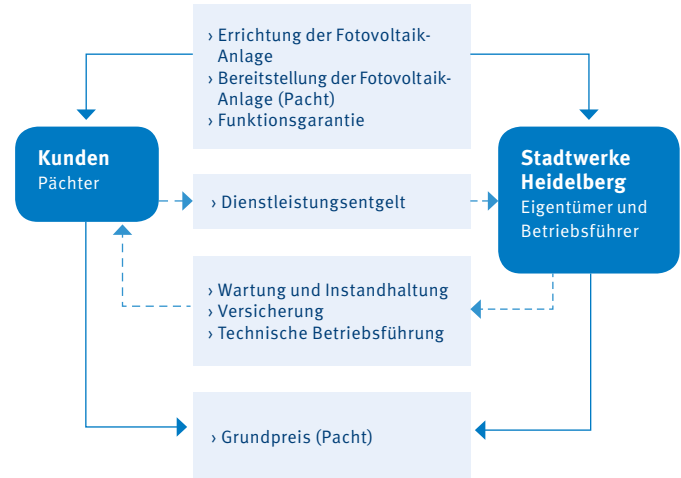 › Errichtung der Fotovoltaik-
Anlage
› Bereitstellung der Fotovoltaik-
Anlage (Pacht)
› Funktionsgarantie
Kunden
Pächter
Stadtwerke
Heidelberg
Eigentümer und
Betriebsführer
› Dienstleistungsentgelt
› Wartung und Instandhaltung
› Versicherung
› Technische Betriebsführung
› Grundpreis (Pacht)